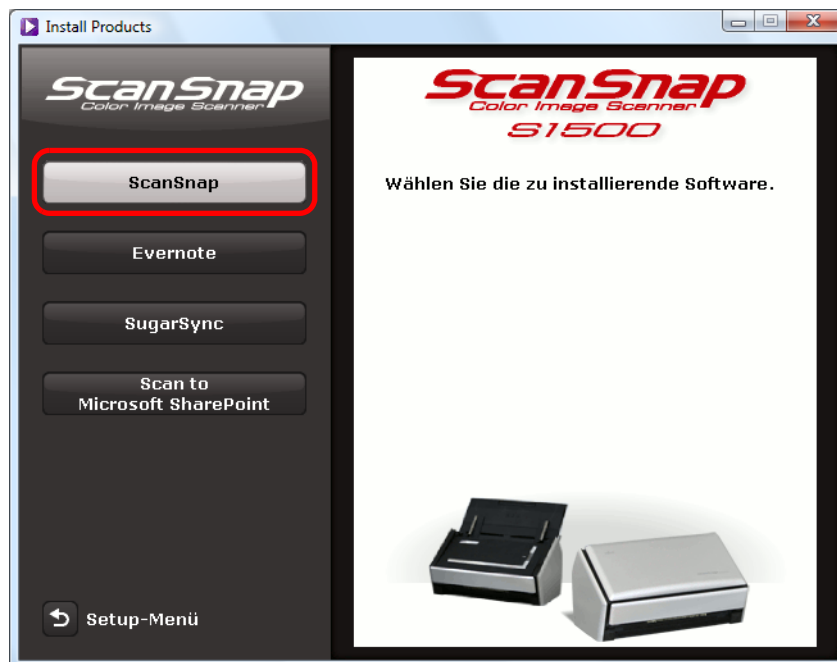 Install Products
ScanSnap
Color Image Scanner
ScanSnap
Evernote
SugarSync
Scan to
Microsoft SharePoint
Setup-Menü
ScanSnap
Color Image Scanner
S1500
Wählen Sie die zu installierende Software.